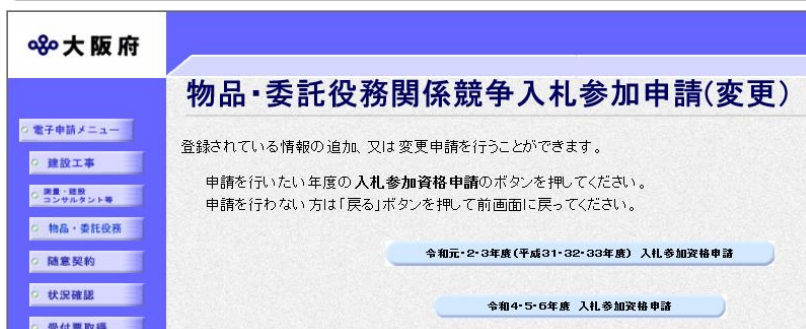 大阪府
物品・委託役務関係競争入札参加申請(変更)
電子申請メニュー
登録されている情報の追加、又は変更申請を行うことができます。
建設工事
申請を行いたい年度の入札参加資格申請のボタンを押してください。
測量・建設
コンサルタント等
申請を行わない方は「戻る」ボタンを押して前画面に戻ってください。
物品・委託役務
随意契約
令和元・2・3年度(平成31・32・33年度) 入札参加資格申請
状況確認
令和4・5・6年度 入札参加資格申請
受付票取得